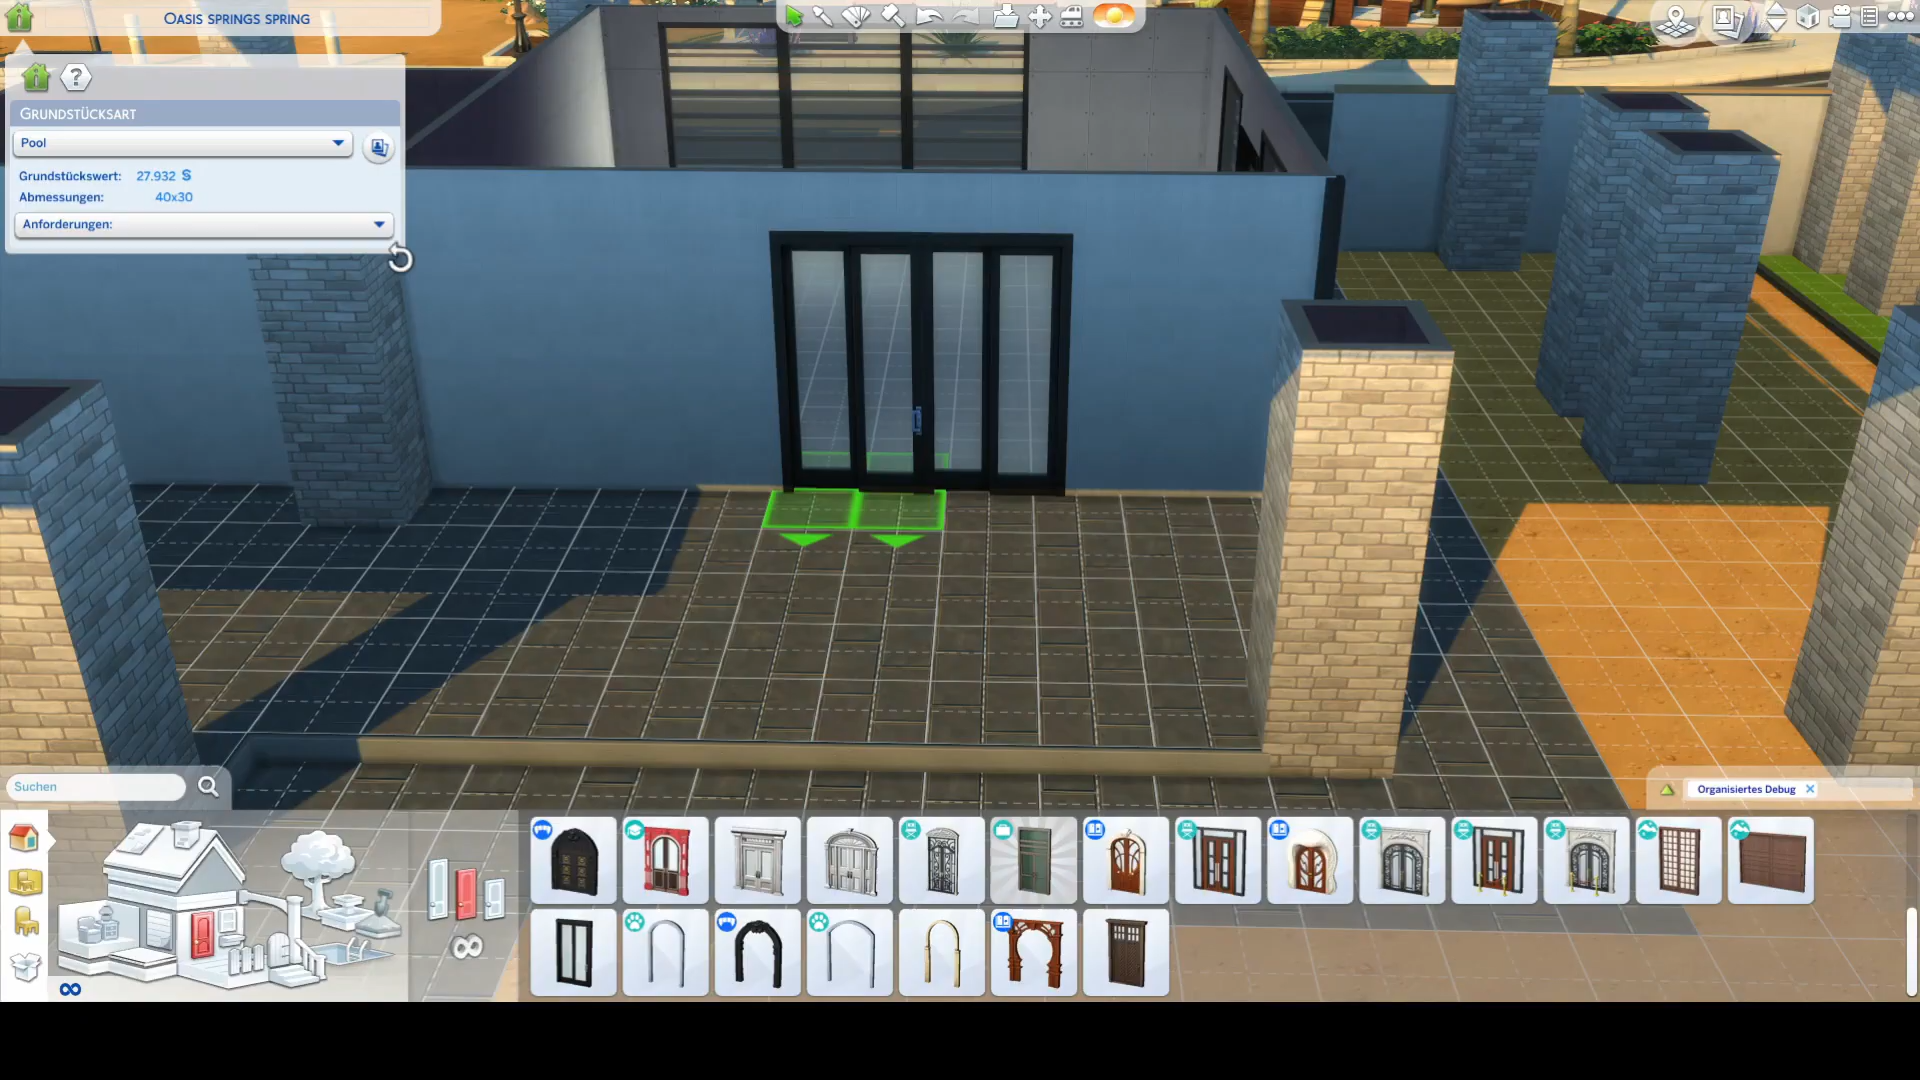 Oasis springs spring
Grundstücksart
Pool
Grundstückswert: 27.932 §
Abmessungen: 40x30
Anforderungen:
Suchen
Organisiertes Debug